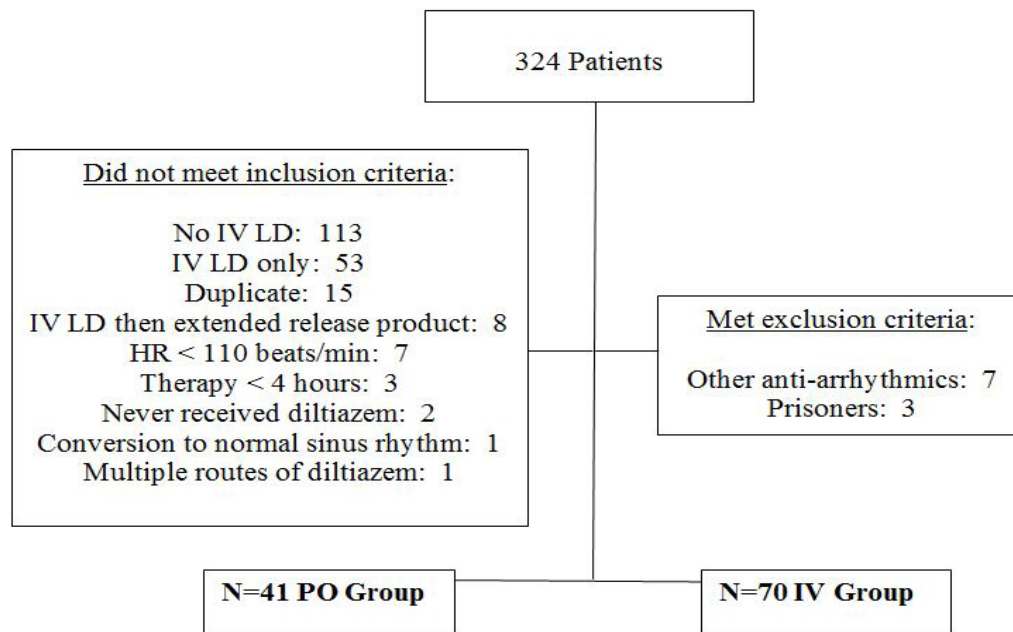 324 Patients
Did not meet inclusion criteria:
No IV LD: 113
IV LD only: 53
Duplicate: 15
IV LD then extended release product: 8
HR < 110 beats/min: 7
Therapy < 4 hours: 3
Never received diltiazem: 2
Conversion to normal sinus rhythm: 1
Multiple routes of diltiazem: 1
Met exclusion criteria:
Other anti-arrhythmics: 7
Prisoners: 3
N=41 PO Group
N=70 IV Group